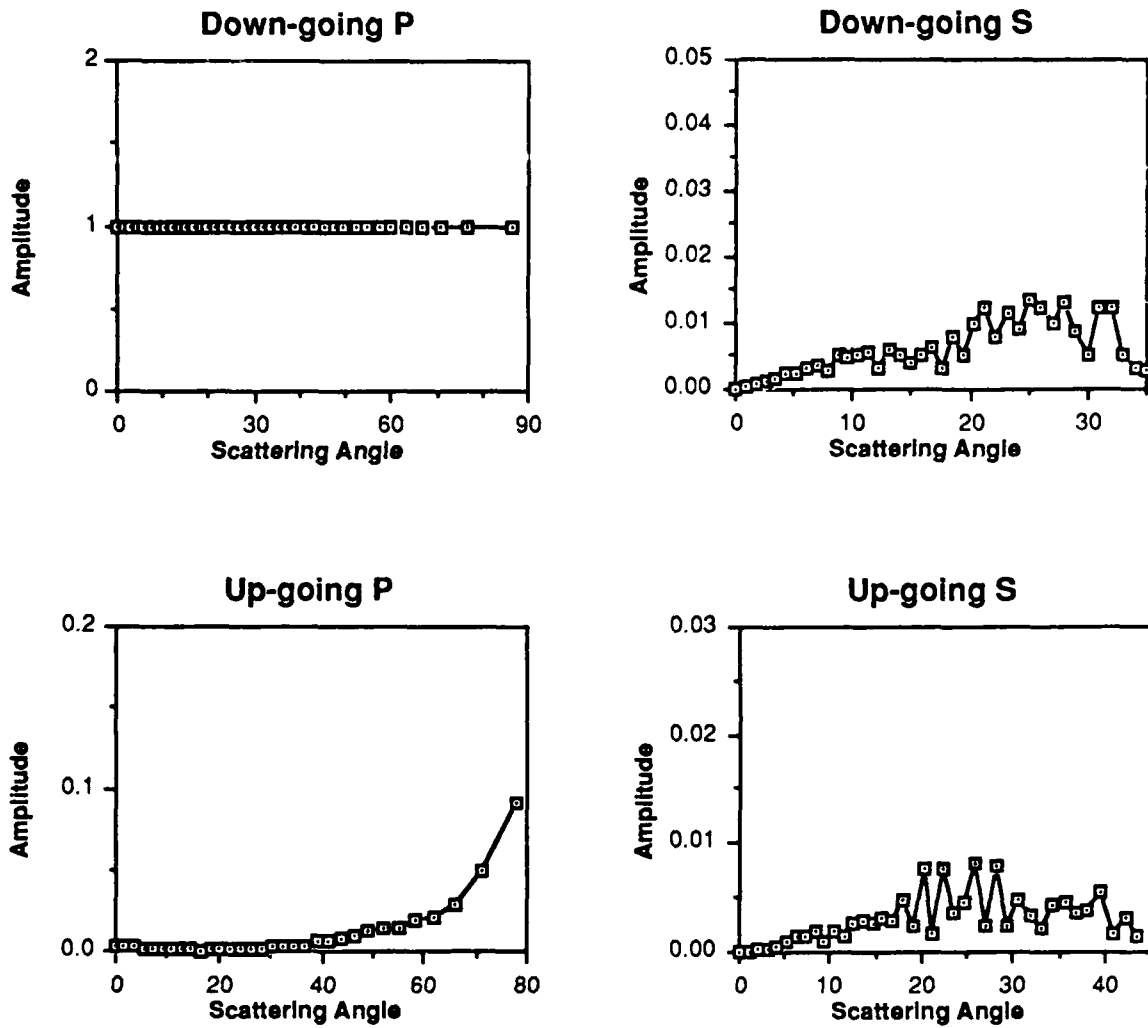 Down-going P
2
1
0
Amplitude
0 30 60 90
Scattering Angle
Down-going S
0.05
0.04
0.03
0.02
0.01
0.00
Amplitude
0 10 20 30
Scattering Angle
Up-going P
0.2
0.1
0.0
Amplitude
0 20 40 60 80
Scattering Angle
Up-going S
0.03
0.02
0.01
0.00
Amplitude
0 10 20 30 40
Scattering Angle